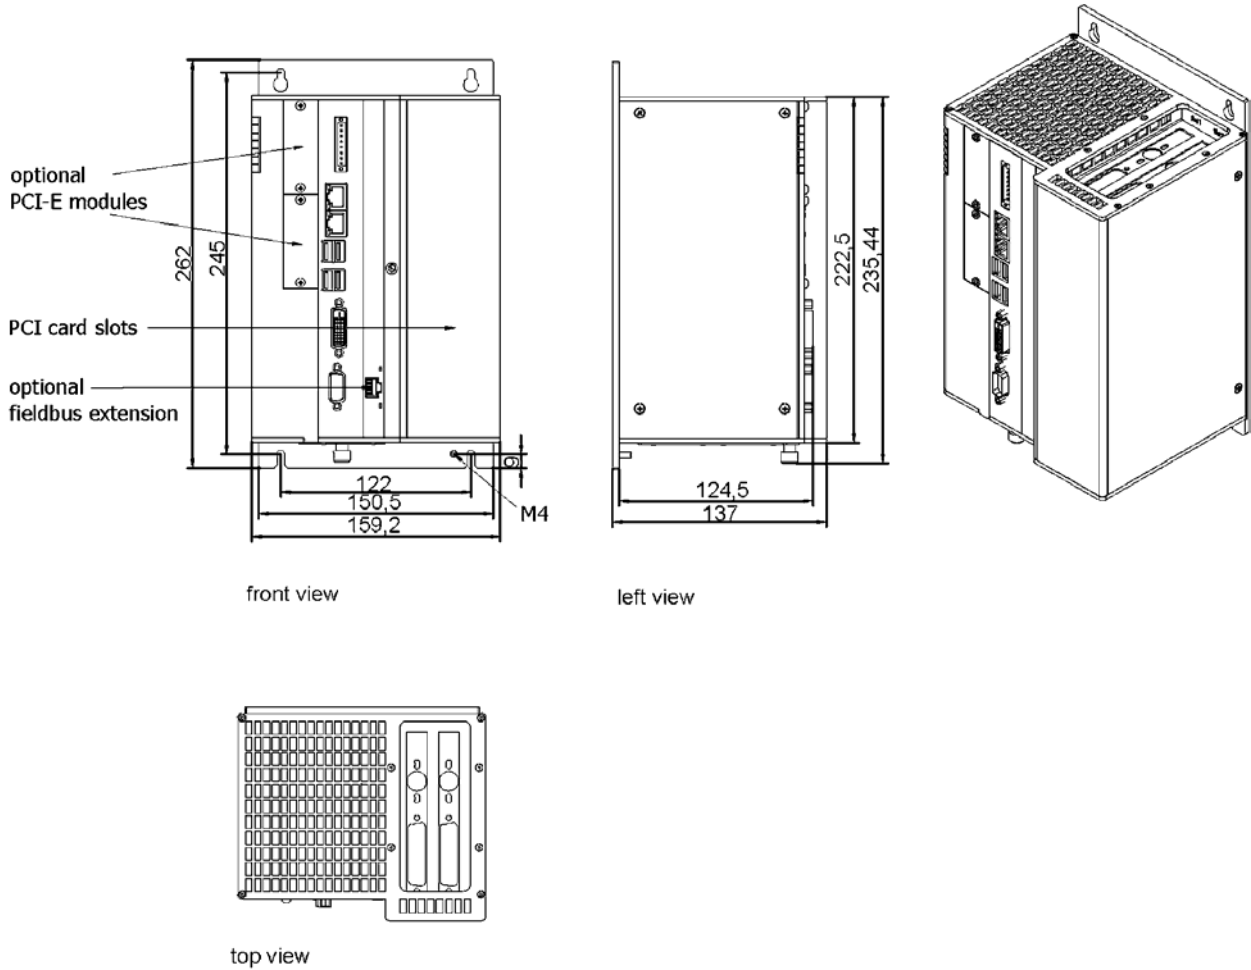 optional
PCI-E modules
PCI card slots
optional
fieldbus extension
262
245
9
122
150,5
159,2
M4
front view
222,5
235,44
124,5
137
left view
top view